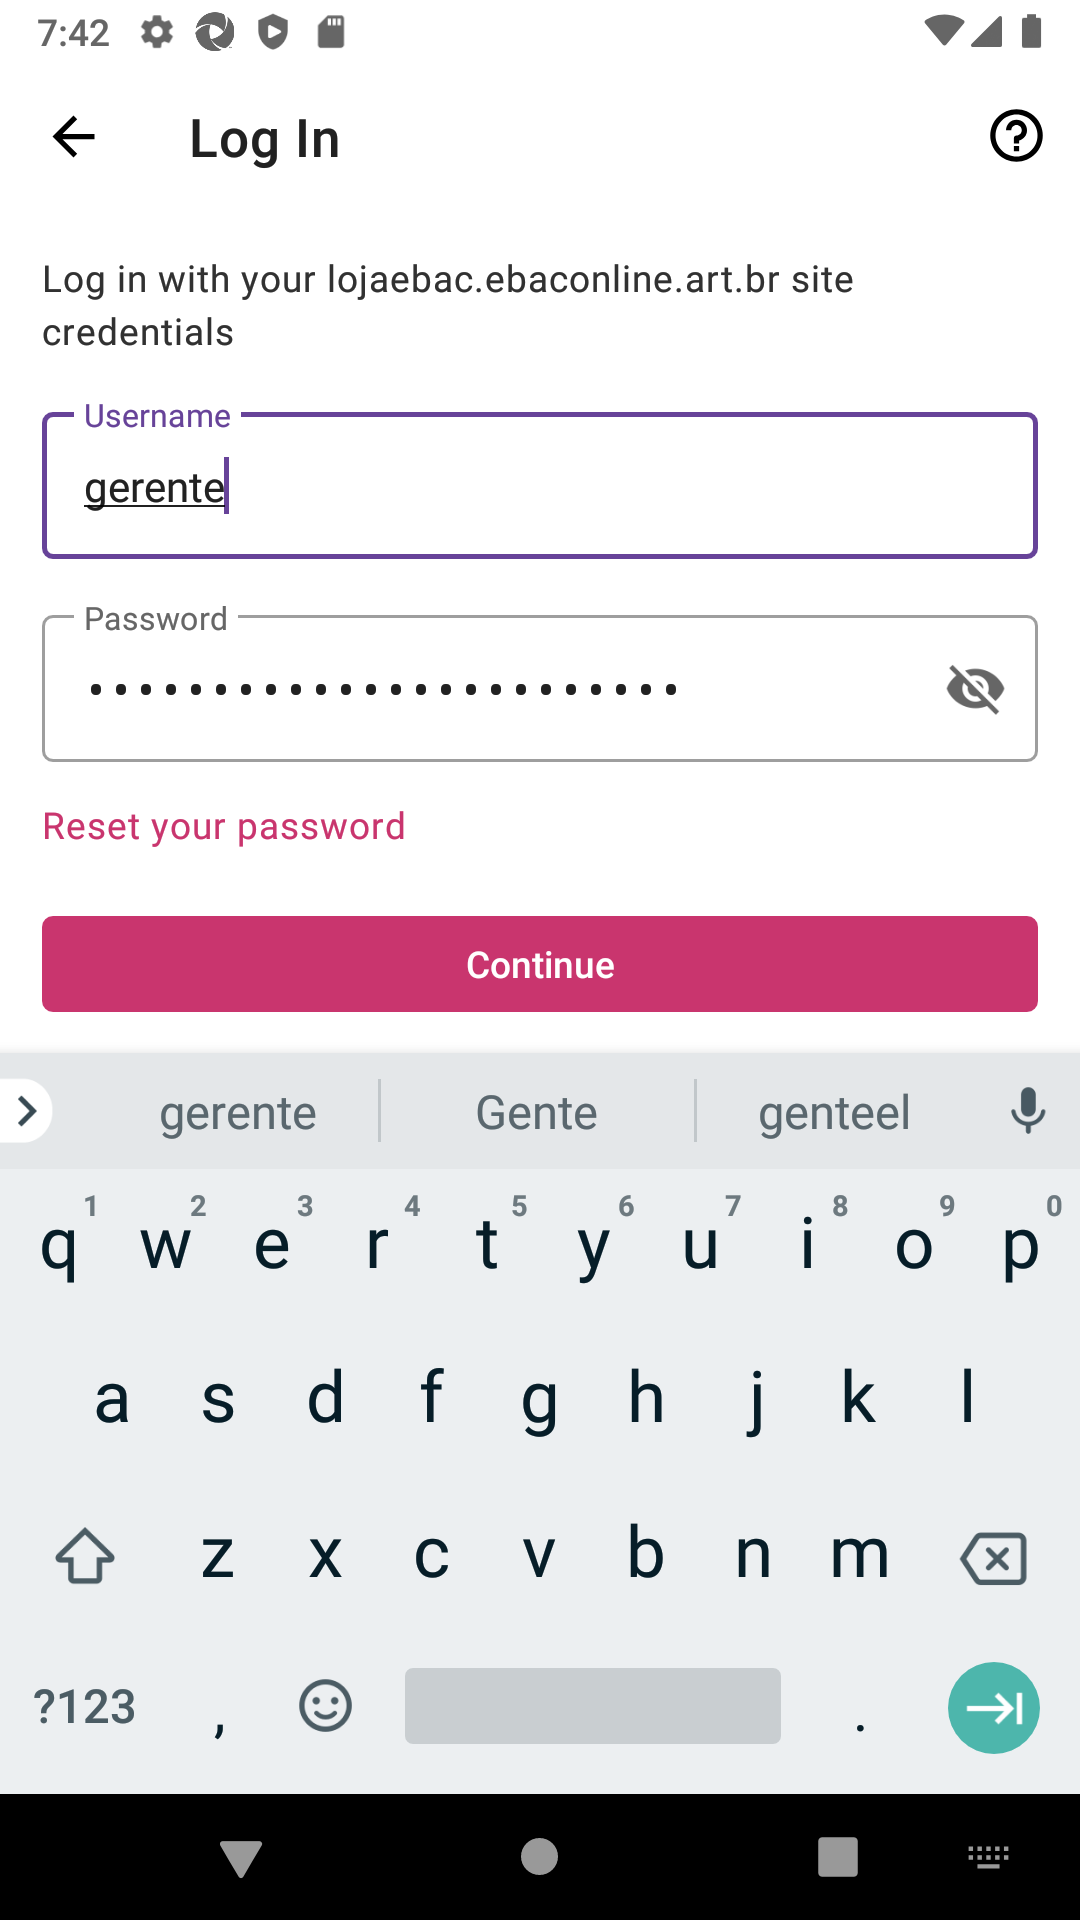 7:42
Log In
Log in with your lojaebac.ebaconline.art.br site
credentials
Username
gerente
Password
••••••••••••••••••••••••
Reset your password
Continue
gerente Gente genteel
1 2 3 4 5 6 7 8 9 0
q w e r t y u i o p
a s d f g h j k l
z x c v b n m
?123 , .